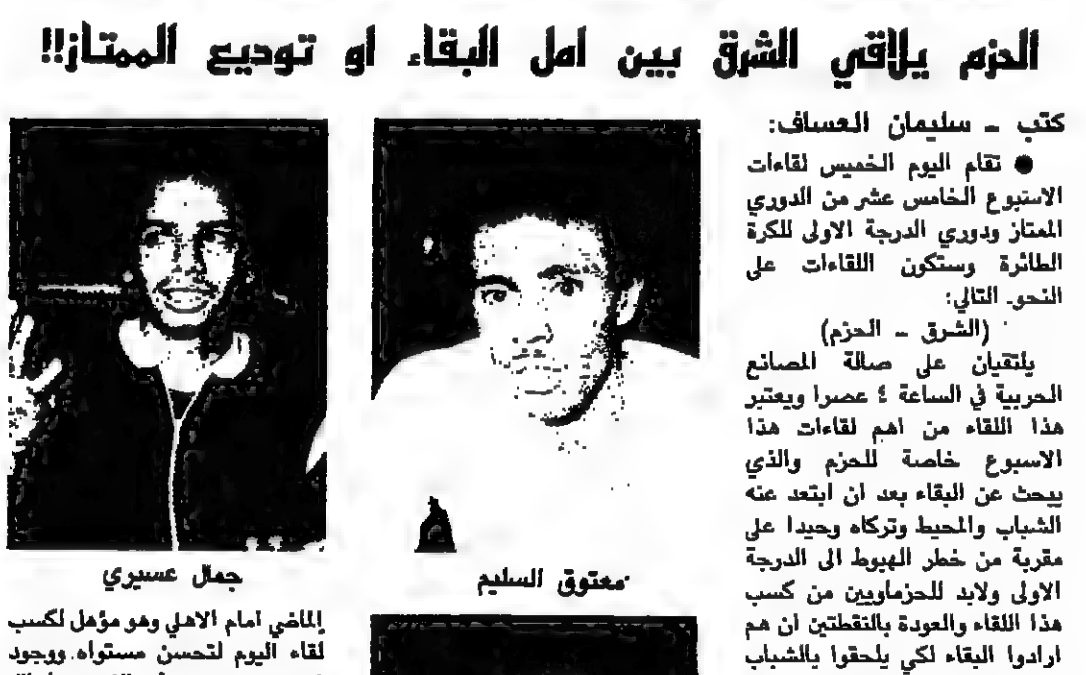 الحزم يلاقي الشرق بين امل البقاء او توديع الممتاز!!
كتب ـ سليمان العساف:
● تقام اليوم الخميس لقاءات
الاسبوع الخامس عشر من الدوري
الممتاز ودوري الدرجة الاولى للكرة
الطائرة وستكون اللقاءات على
النحو التالي:
(الشرق ـ الحزم)
يلتقيان على صالة المصانع
الحربية في الساعة ٤ عصرا ويعتبر
هذا اللقاء من اهم لقاءات هذا
الاسبوع خاصة للحزم والذي
يبحث عن البقاء بعد ان ابتعد عنه
الشباب والمحيط وتركاه وحيدا على
مقربة من خطر الهبوط الى الدرجة
الاولى ولابد للحزماويين من كسب
هذا اللقاء والعودة بالنقطتين ان هم
ارادوا البقاء لكي يلحقوا بالشباب
معتوق السليم
جمال عسيري
الماضي امام الاهلي وهو مؤهل لكسب
لقاء اليوم لتحسن مستواه ووجود